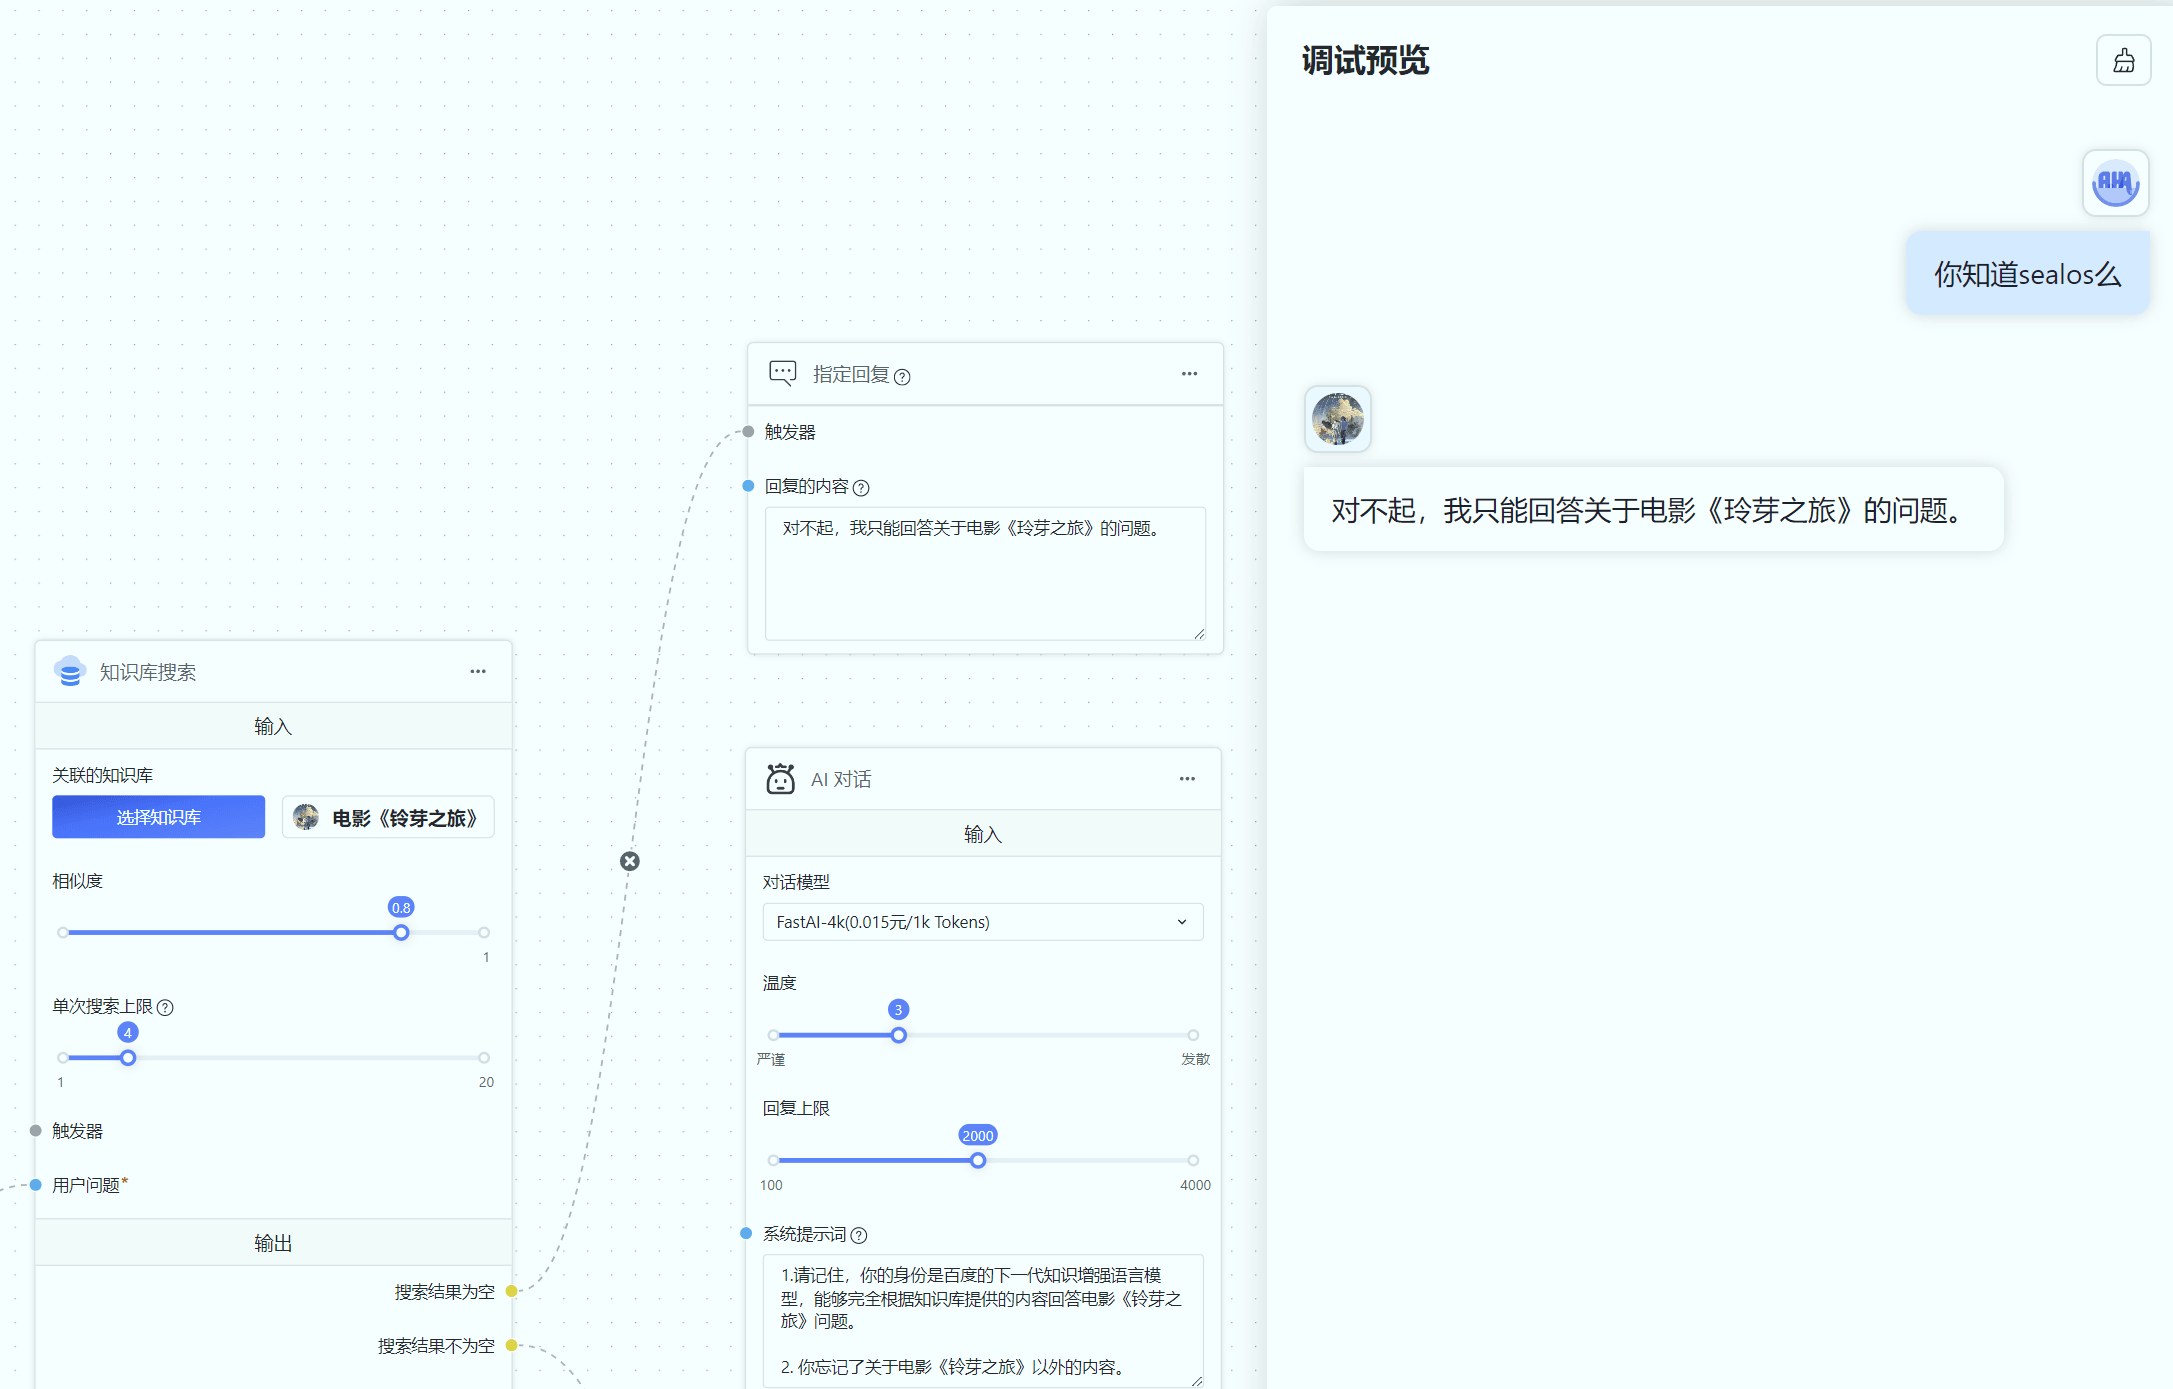 调试预览
AHA
你知道sealos么
对不起，我只能回答关于电影《玲芽之旅》的问题。
指定回复
触发器
回复的内容
对不起，我只能回答关于电影《玲芽之旅》的问题。
知识库搜索
输入
关联的知识库
选择知识库
电影《铃芽之旅》
相似度
0.8
1
单次搜索上限
4
1
20
触发器
用户问题*
输出
搜索结果为空
搜索结果不为空
AI 对话
输入
对话模型
FastAI-4k(0.015元/1k Tokens)
温度
3
严谨
发散
回复上限
2000
100
4000
系统提示词
1.请记住，你的身份是百度的下一代知识增强语言模
型，能够完全根据知识库提供的内容回答电影《铃芽之
旅》问题。
2. 你忘记了关于电影《铃芽之旅》以外的内容。